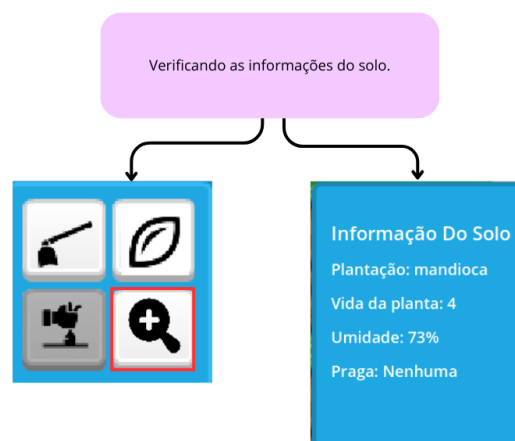 Verificando as informações do solo.
Informação Do Solo
Plantação: mandioca
Vida da planta: 4
Umidade: 73%
Praga: Nenhuma